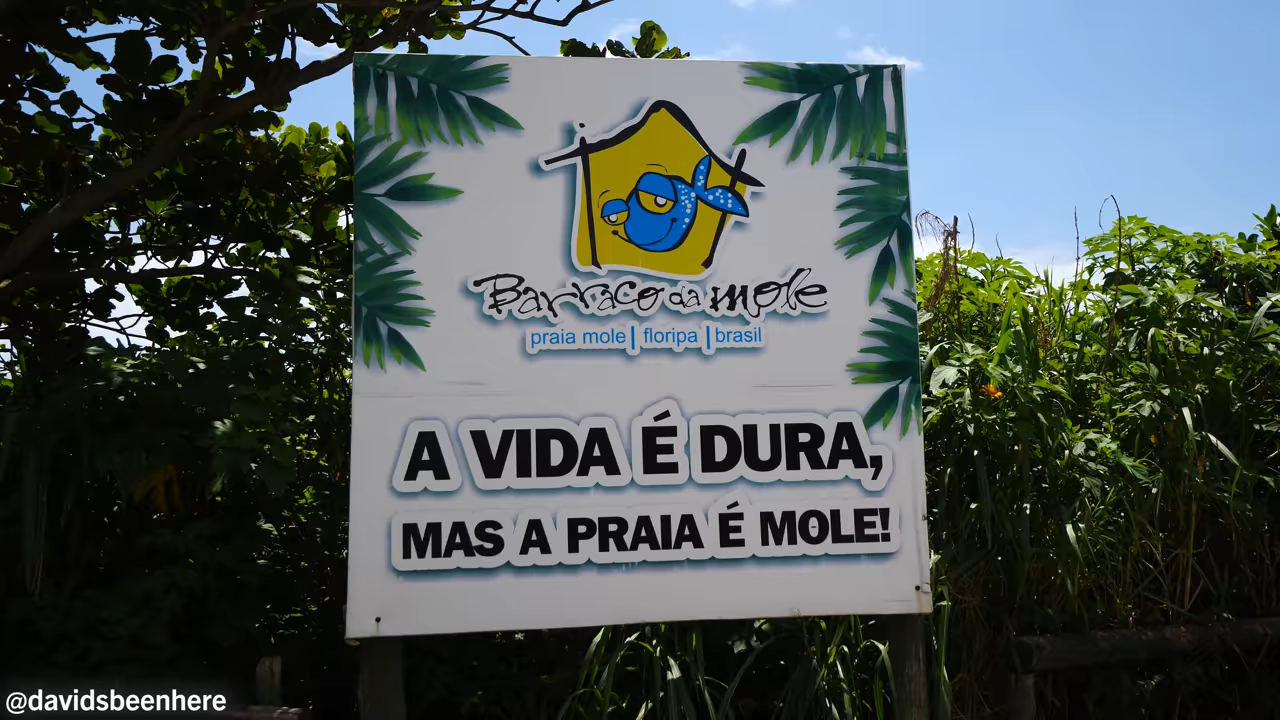 Barraco da mole
praia mole | floripa | brasil
A VIDA É DURA,
MAS A PRAIA É MOLE!
@davidsbeenhere